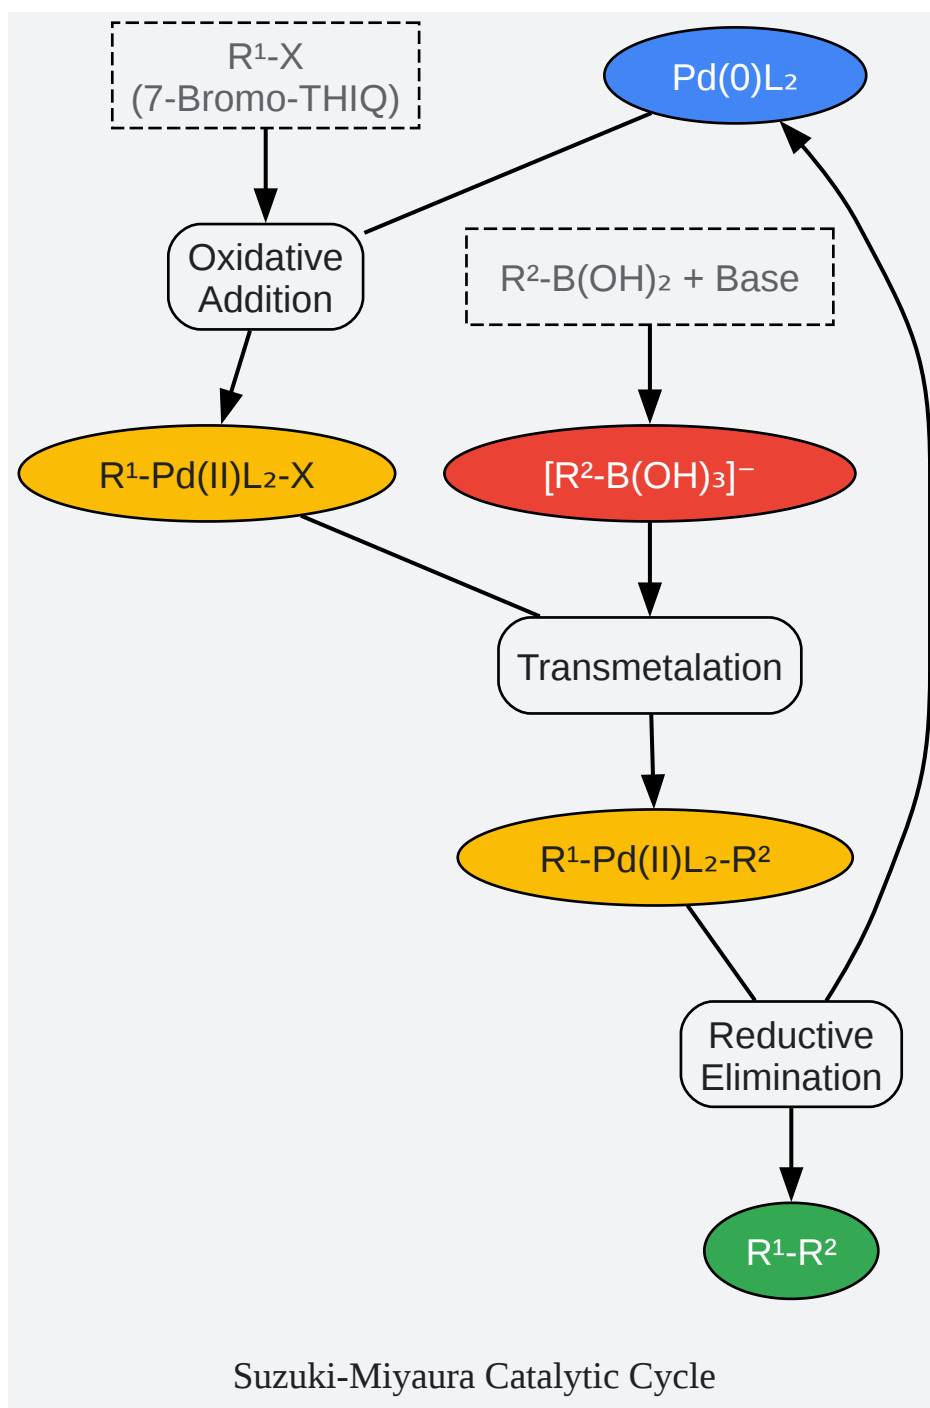 R¹-X
(7-Bromo-THIQ)
Pd(0)L₂
Oxidative
Addition
R²-B(OH)₂ + Base
R¹-Pd(II)L₂-X
[R²-B(OH)₃]⁻
Transmetalation
R¹-Pd(II)L₂-R²
Reductive
Elimination
R¹-R²
Suzuki-Miyaura Catalytic Cycle